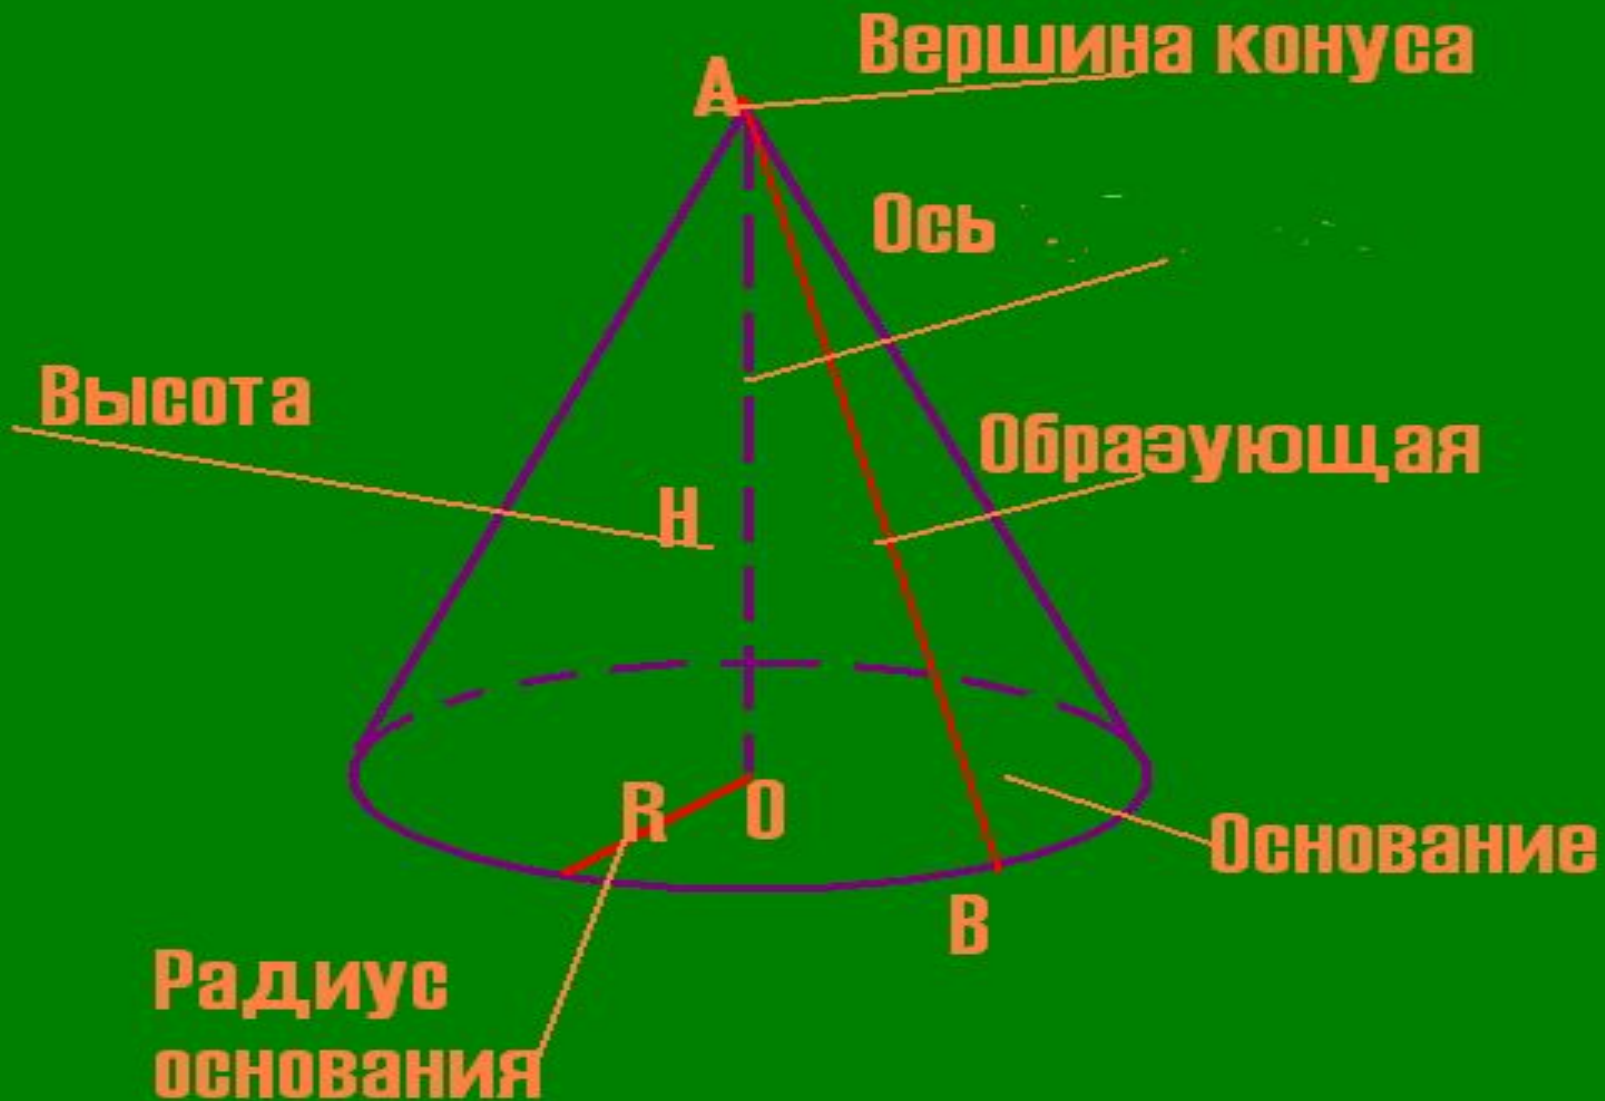 Вершина конуса
A
Ось
Высота
Образующая
H
R
O
Основание
B
Радиус
основания